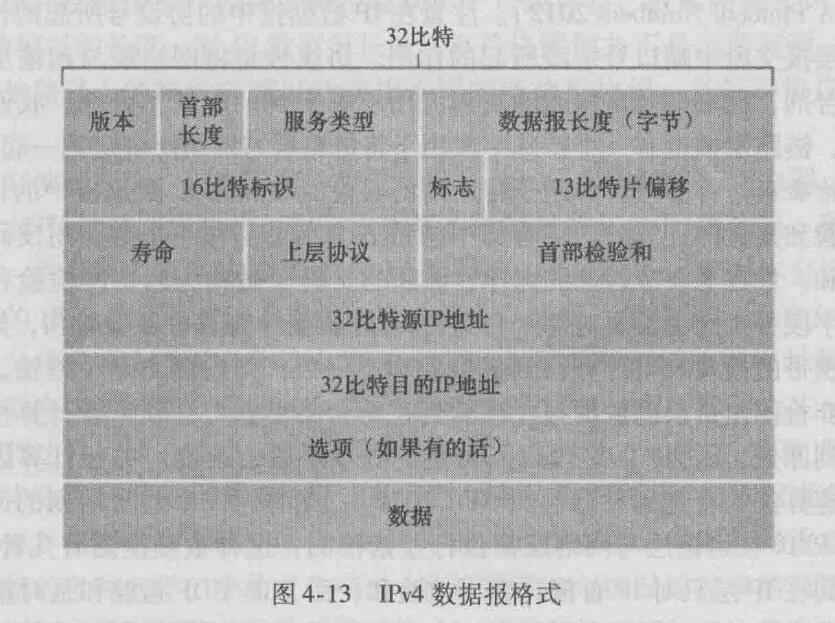 32比特
版本
首部
长度
服务类型
数据报长度（字节）
16比特标识
标志
13比特片偏移
寿命
上层协议
首部检验和
32比特源IP地址
32比特目的IP地址
选项（如果有的话）
数据
图 4-13 IPv4 数据报格式